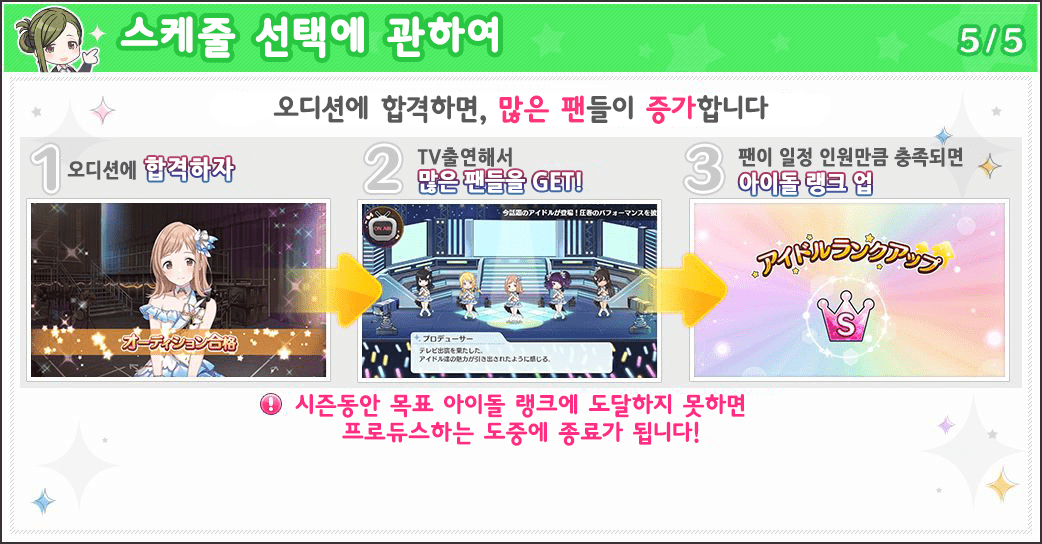 스케줄 선택에 관하여
5/5
오디션에 합격하면, 많은 팬들이 증가합니다
1 오디션에 합격하자
2 TV출연해서
많은 팬들을 GET!
3 팬이 일정 인원만큼 충족되면
아이돌 랭크 업
オーディション合格
ON AIR
今話題のアイドルが登場！圧巻のパフォーマンスを披
プロデューサー
テレビ出演を果たした。
アイドル達の魅力が引き出されたように感じる。
アイドルランクアップ
S
! 시즌동안 목표 아이돌 랭크에 도달하지 못하면
프로듀스하는 도중에 종료가 됩니다!